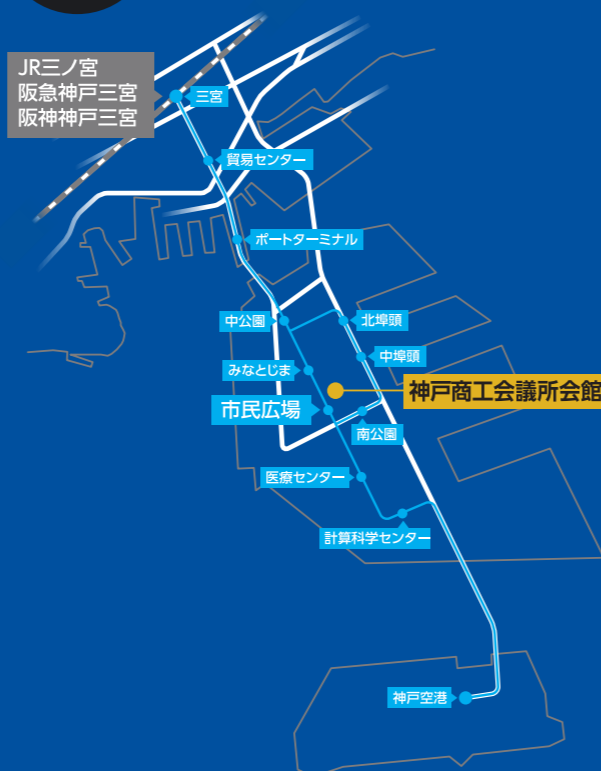 JR三ノ宮
阪急神戸三宮
阪神神戸三宮
三宮
貿易センター
ポートターミナル
中公園
北埠頭
中埠頭
みなとじま
神戸商工会議所会館
市民広場
南公園
医療センター
計算科学センター
神戸空港